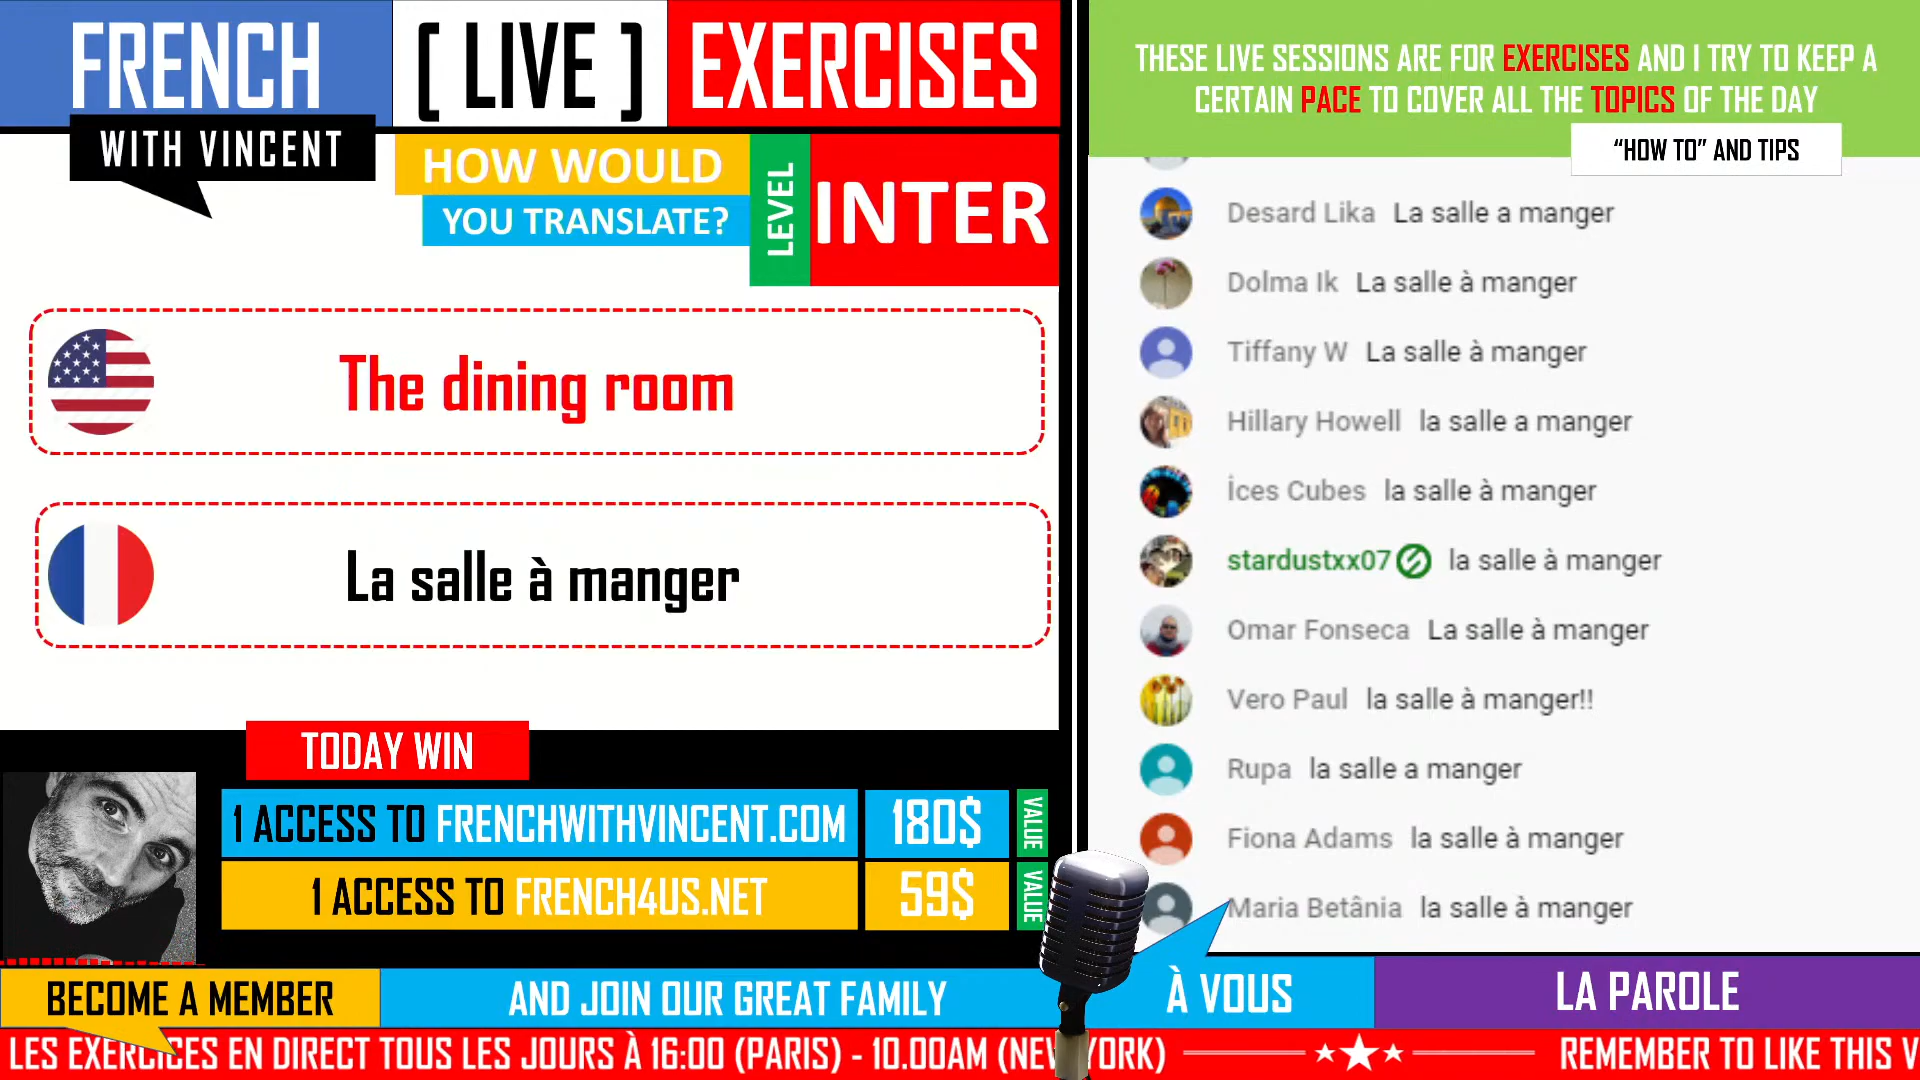 FRENCH
[ LIVE ]
EXERCISES
WITH VINCENT
HOW WOULD
YOU TRANSLATE?
LEVEL
INTER
The dining room
La salle à manger
TODAY WIN
1 ACCESS TO FRENCHWITHVINCENT.COM
180$
VALUE
1 ACCESS TO FRENCH4US.NET
59$
VALUE
BECOME A MEMBER
AND JOIN OUR GREAT FAMILY
THESE LIVE SESSIONS ARE FOR EXERCISES AND I TRY TO KEEP A
CERTAIN PACE TO COVER ALL THE TOPICS OF THE DAY
“HOW TO” AND TIPS
Desard Lika La salle a manger
Dolma Ik La salle à manger
Tiffany W La salle à manger
Hillary Howell la salle a manger
İces Cubes la salle à manger
stardustxx07 la salle à manger
Omar Fonseca La salle à manger
Vero Paul la salle à manger!!
Rupa la salle a manger
Fiona Adams la salle à manger
Maria Betânia la salle à manger
À VOUS
LA PAROLE
LES EXERCICES EN DIRECT TOUS LES JOURS À 16:00 (PARIS) - 10.00AM (NEW YORK)
REMEMBER TO LIKE THIS V